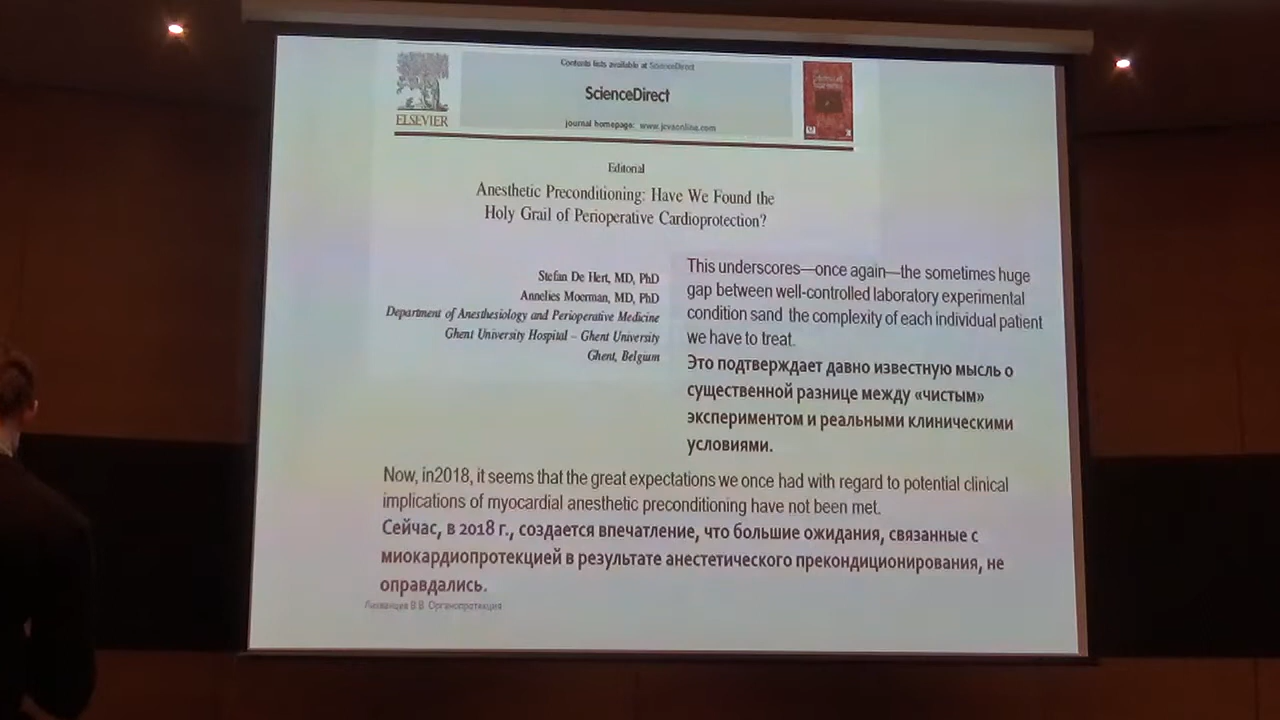 Contents lists available at ScienceDirect
ScienceDirect
journal homepage: www.jcvaonline.com
ELSEVIER
Editorial
Anesthetic Preconditioning: Have We Found the
Holy Grail of Perioperative Cardioprotection?
Stefan De Hert, MD, PhD
Annelies Moerman, MD, PhD
Department of Anesthesiology and Perioperative Medicine
Ghent University Hospital – Ghent University
Ghent, Belgium
This underscores—once again—the sometimes huge
gap between well-controlled laboratory experimental
condition sand the complexity of each individual patient
we have to treat.
Это подтверждает давно известную мысль о
существенной разнице между «чистым»
экспериментом и реальными клиническими
условиями.
Now, in2018, it seems that the great expectations we once had with regard to potential clinical
implications of myocardial anesthetic preconditioning have not been met.
Сейчас, в 2018 г., создается впечатление, что большие ожидания, связанные с
миокардиопротекцией в результате анестетического прекондиционирования, не
оправдались.
Лихванцев В.В. Органопротекция